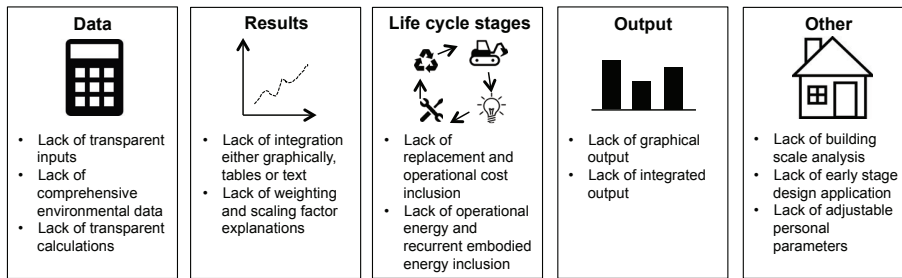 Data
• Lack of transparent
inputs
• Lack of
comprehensive
environmental data
• Lack of transparent
calculations
Results
• Lack of integration
either graphically,
tables or text
• Lack of weighting
and scaling factor
explanations
Life cycle stages
• Lack of
replacement and
operational cost
inclusion
• Lack of operational
energy and
recurrent embodied
energy inclusion
Output
• Lack of graphical
output
• Lack of integrated
output
Other
• Lack of building
scale analysis
• Lack of early stage
design application
• Lack of adjustable
personal
parameters